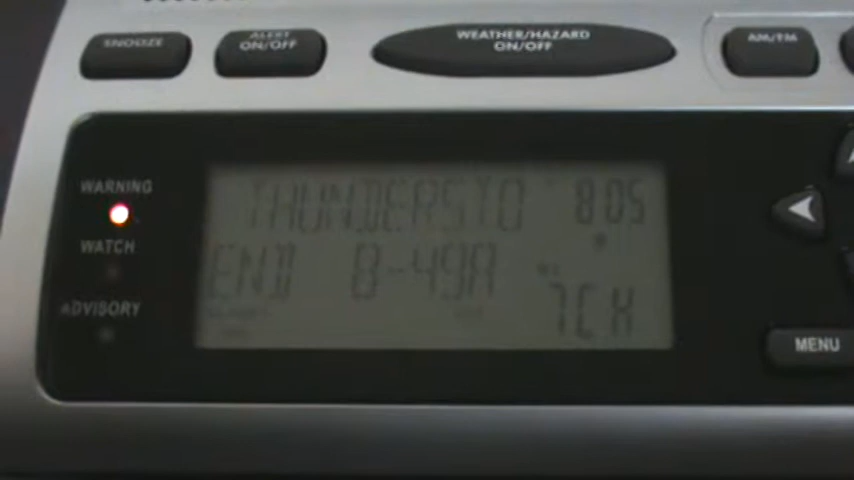 SNOOZE
ALERT
ON/OFF
WEATHER/HAZARD
ON/OFF
AM/FM
WARNING
WATCH
ADVISORY
THUNDERSTO 8:05
END 8-49A
7CH
MENU